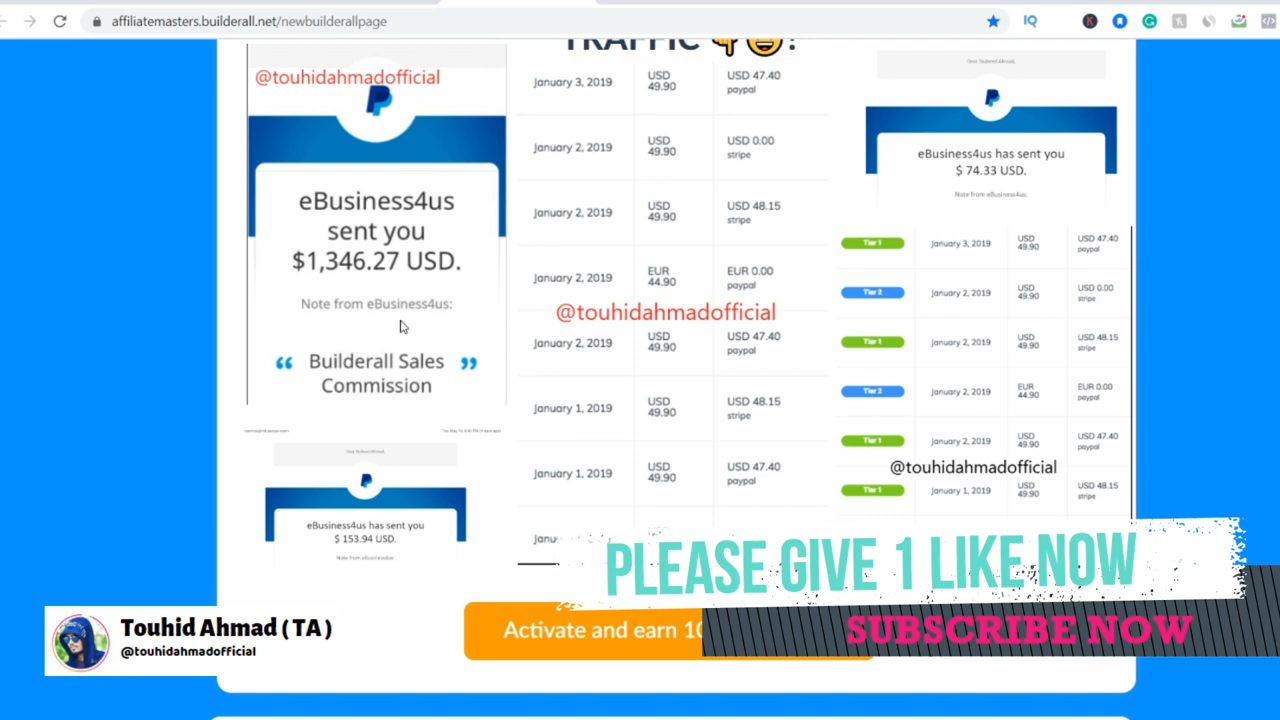 affiliatemasters.builderall.net/newbuilderallpage
IQ
TRAFFIC
@touhidahmadofficial
eBusiness4us
sent you
$1,346.27 USD.
Note from eBusiness4us:
“ Builderall Sales ”
Commission
eBusiness4us has sent you
$ 153.94 USD.
Note from eBusiness4us:
January 3, 2019 USD 49.90 USD 47.40 paypal
January 2, 2019 USD 49.90 USD 0.00 stripe
January 2, 2019 USD 49.90 USD 48.15 stripe
January 2, 2019 EUR 44.90 EUR 0.00 paypal
@touhidahmadofficial
January 2, 2019 USD 49.90 USD 47.40 paypal
January 1, 2019 USD 49.90 USD 48.15 stripe
January 1, 2019 USD 49.90 USD 47.40 paypal
Janu
eBusiness4us has sent you
$ 74.33 USD.
Note from eBusiness4us:
Tier 1 January 3, 2019 USD 49.90 USD 47.40 paypal
Tier 2 January 2, 2019 USD 49.90 USD 0.00 stripe
Tier 1 January 2, 2019 USD 49.90 USD 48.15 stripe
Tier 2 January 2, 2019 EUR 44.90 EUR 0.00 paypal
Tier 1 January 2, 2019 USD 49.90 USD 47.40 paypal
@touhidahmadofficial
Tier 1 January 1, 2019 USD 49.90 USD 48.15 stripe
PLEASE GIVE 1 LIKE NOW
SUBSCRIBE NOW
Activate and earn 10
Touhid Ahmad ( TA )
@touhidahmadofficial